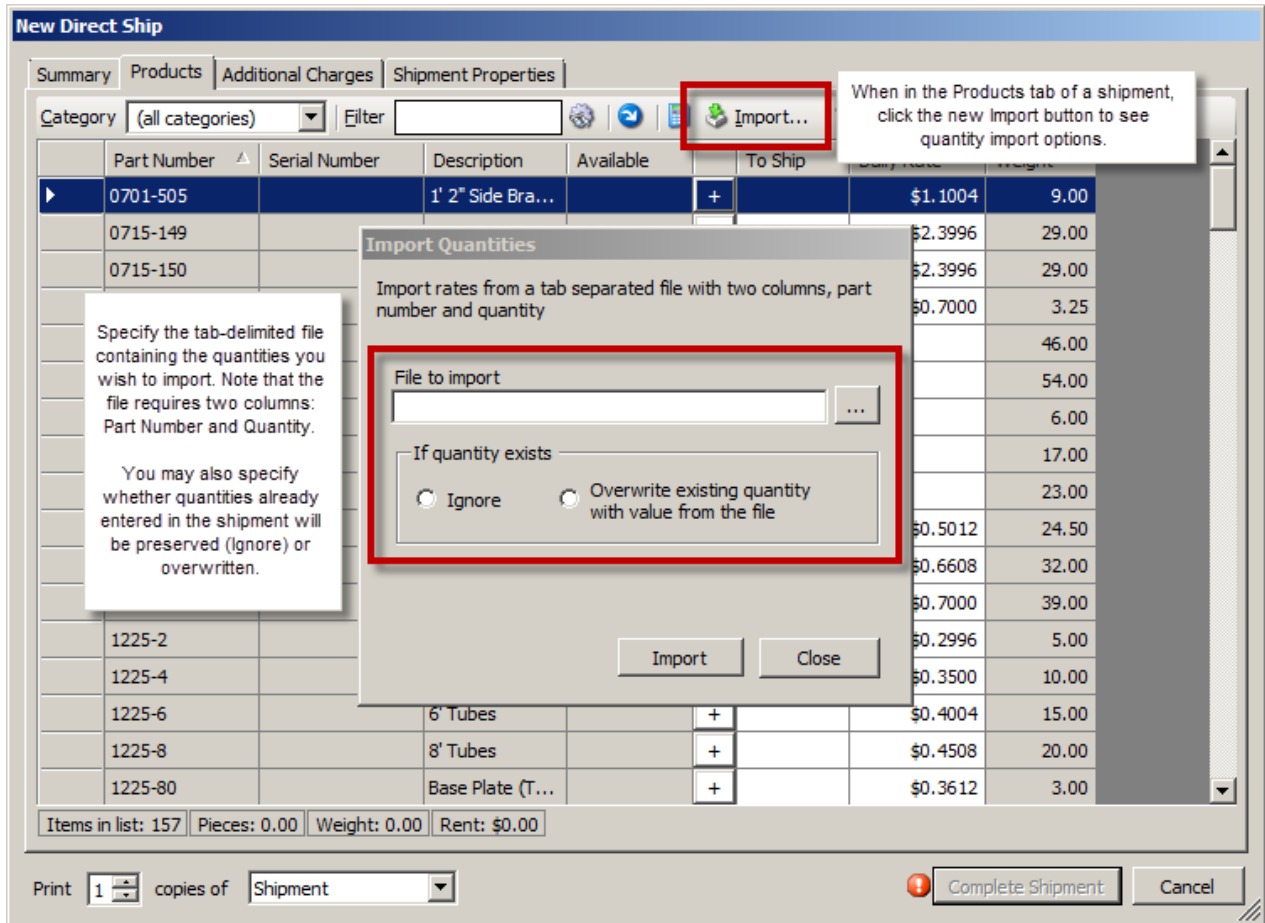 New Direct Ship
Summary Products Additional Charges Shipment Properties
Category (all categories) Filter Import...
When in the Products tab of a shipment,
click the new Import button to see
quantity import options.
Part Number Serial Number Description Available To Ship Daily Rate Weight
0701-505 1' 2" Side Bra... + $1.1004 9.00
0715-149 $2.3996 29.00
0715-150 $2.3996 29.00
$0.7000 3.25
46.00
54.00
6.00
17.00
23.00
$0.5012 24.50
$0.6608 32.00
$0.7000 39.00
1225-2 $0.2996 5.00
1225-4 $0.3500 10.00
1225-6 6' Tubes + $0.4004 15.00
1225-8 8' Tubes + $0.4508 20.00
1225-80 Base Plate (T... + $0.3612 3.00
Specify the tab-delimited file
containing the quantities you
wish to import. Note that the
file requires two columns:
Part Number and Quantity.
You may also specify
whether quantities already
entered in the shipment will
be preserved (Ignore) or
overwritten.
Import Quantities
Import rates from a tab separated file with two columns, part
number and quantity
File to import
...
If quantity exists
Ignore
Overwrite existing quantity
with value from the file
Import Close
Items in list: 157 Pieces: 0.00 Weight: 0.00 Rent: $0.00
Print 1 copies of Shipment Complete Shipment Cancel